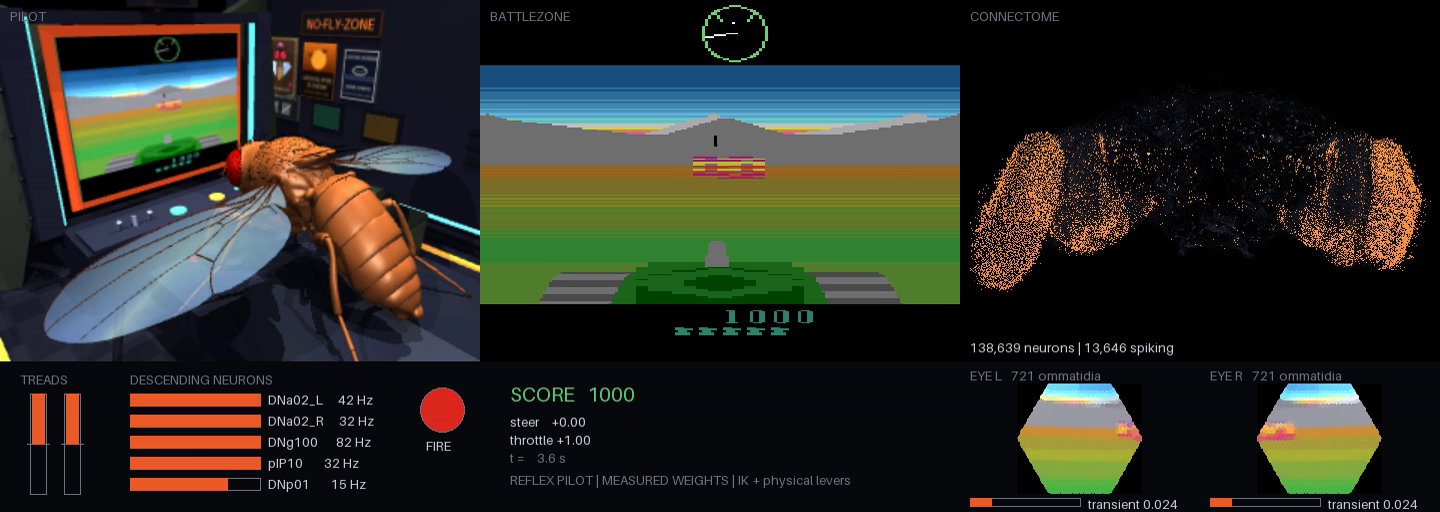 PILOT
NO-FLY-ZONE
BATTLEZONE
1000
CONNECTOME
138,639 neurons | 13,646 spiking
TREADS
DESCENDING NEURONS
DNa02_L 42 Hz
DNa02_R 32 Hz
DNg100 82 Hz
pIP10 32 Hz
DNp01 15 Hz
FIRE
SCORE 1000
steer +0.00
throttle +1.00
t = 3.6 s
REFLEX PILOT | MEASURED WEIGHTS | IK + physical levers
EYE L 721 ommatidia
transient 0.024
EYE R 721 ommatidia
transient 0.024